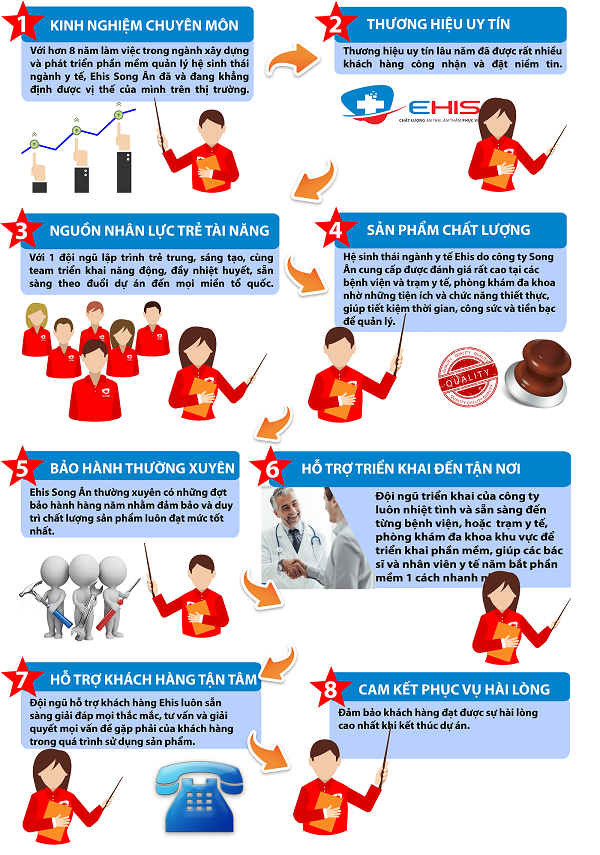 1
KINH NGHIỆM CHUYÊN MÔN
Với hơn 8 năm làm việc trong ngành xây dựng
và phát triển phần mềm quản lý hệ sinh thái
ngành y tế, Ehis Song Ân đã và đang khẳng
định được vị thế của mình trên thị trường.
2
THƯƠNG HIỆU UY TÍN
Thương hiệu uy tín lâu năm đã được rất nhiều
khách hàng công nhận và đặt niềm tin.
EHIS
CHẤT LƯỢNG AN TÂM, ÂM THẦM PHỤC VỤ
3
NGUỒN NHÂN LỰC TRẺ TÀI NĂNG
Với 1 đội ngũ lập trình trẻ trung, sáng tạo, cùng
team triển khai năng động, đầy nhiệt huyết, sẵn
sàng theo đuổi dự án đến mọi miền tổ quốc.
4
SẢN PHẨM CHẤT LƯỢNG
Hệ sinh thái ngành y tế Ehis do công ty Song
Ân cung cấp được đánh giá rất cao tại các
bệnh viện và trạm y tế, phòng khám đa khoa
nhờ những tiện ích và chức năng thiết thực,
giúp tiết kiệm thời gian, công sức và tiền bạc
để quản lý.
QUALITY
5
BẢO HÀNH THƯỜNG XUYÊN
Ehis Song Ân thường xuyên có những đợt
bảo hành hàng năm nhằm đảm bảo và duy
trì chất lượng sản phẩm luôn đạt mức tốt
nhất.
6
HỖ TRỢ TRIỂN KHAI ĐẾN TẬN NƠI
Đội ngũ triển khai của công ty
luôn nhiệt tình và sẵn sàng đến
từng bệnh viện, hoặc trạm y tế,
phòng khám đa khoa khu vực để
triển khai phần mềm, giúp các bác
sĩ và nhân viên y tế nắm bắt phần
mềm 1 cách nhanh
7
HỖ TRỢ KHÁCH HÀNG TẬN TÂM
Đội ngũ hỗ trợ khách hàng Ehis luôn sẵn
sàng giải đáp mọi thắc mắc, tư vấn và giải
quyết mọi vấn đề gặp phải của khách hàng
trong quá trình sử dụng sản phẩm.
8
CAM KẾT PHỤC VỤ HÀI LÒNG
Đảm bảo khách hàng đạt được sự hài lòng
cao nhất khi kết thúc dự án.